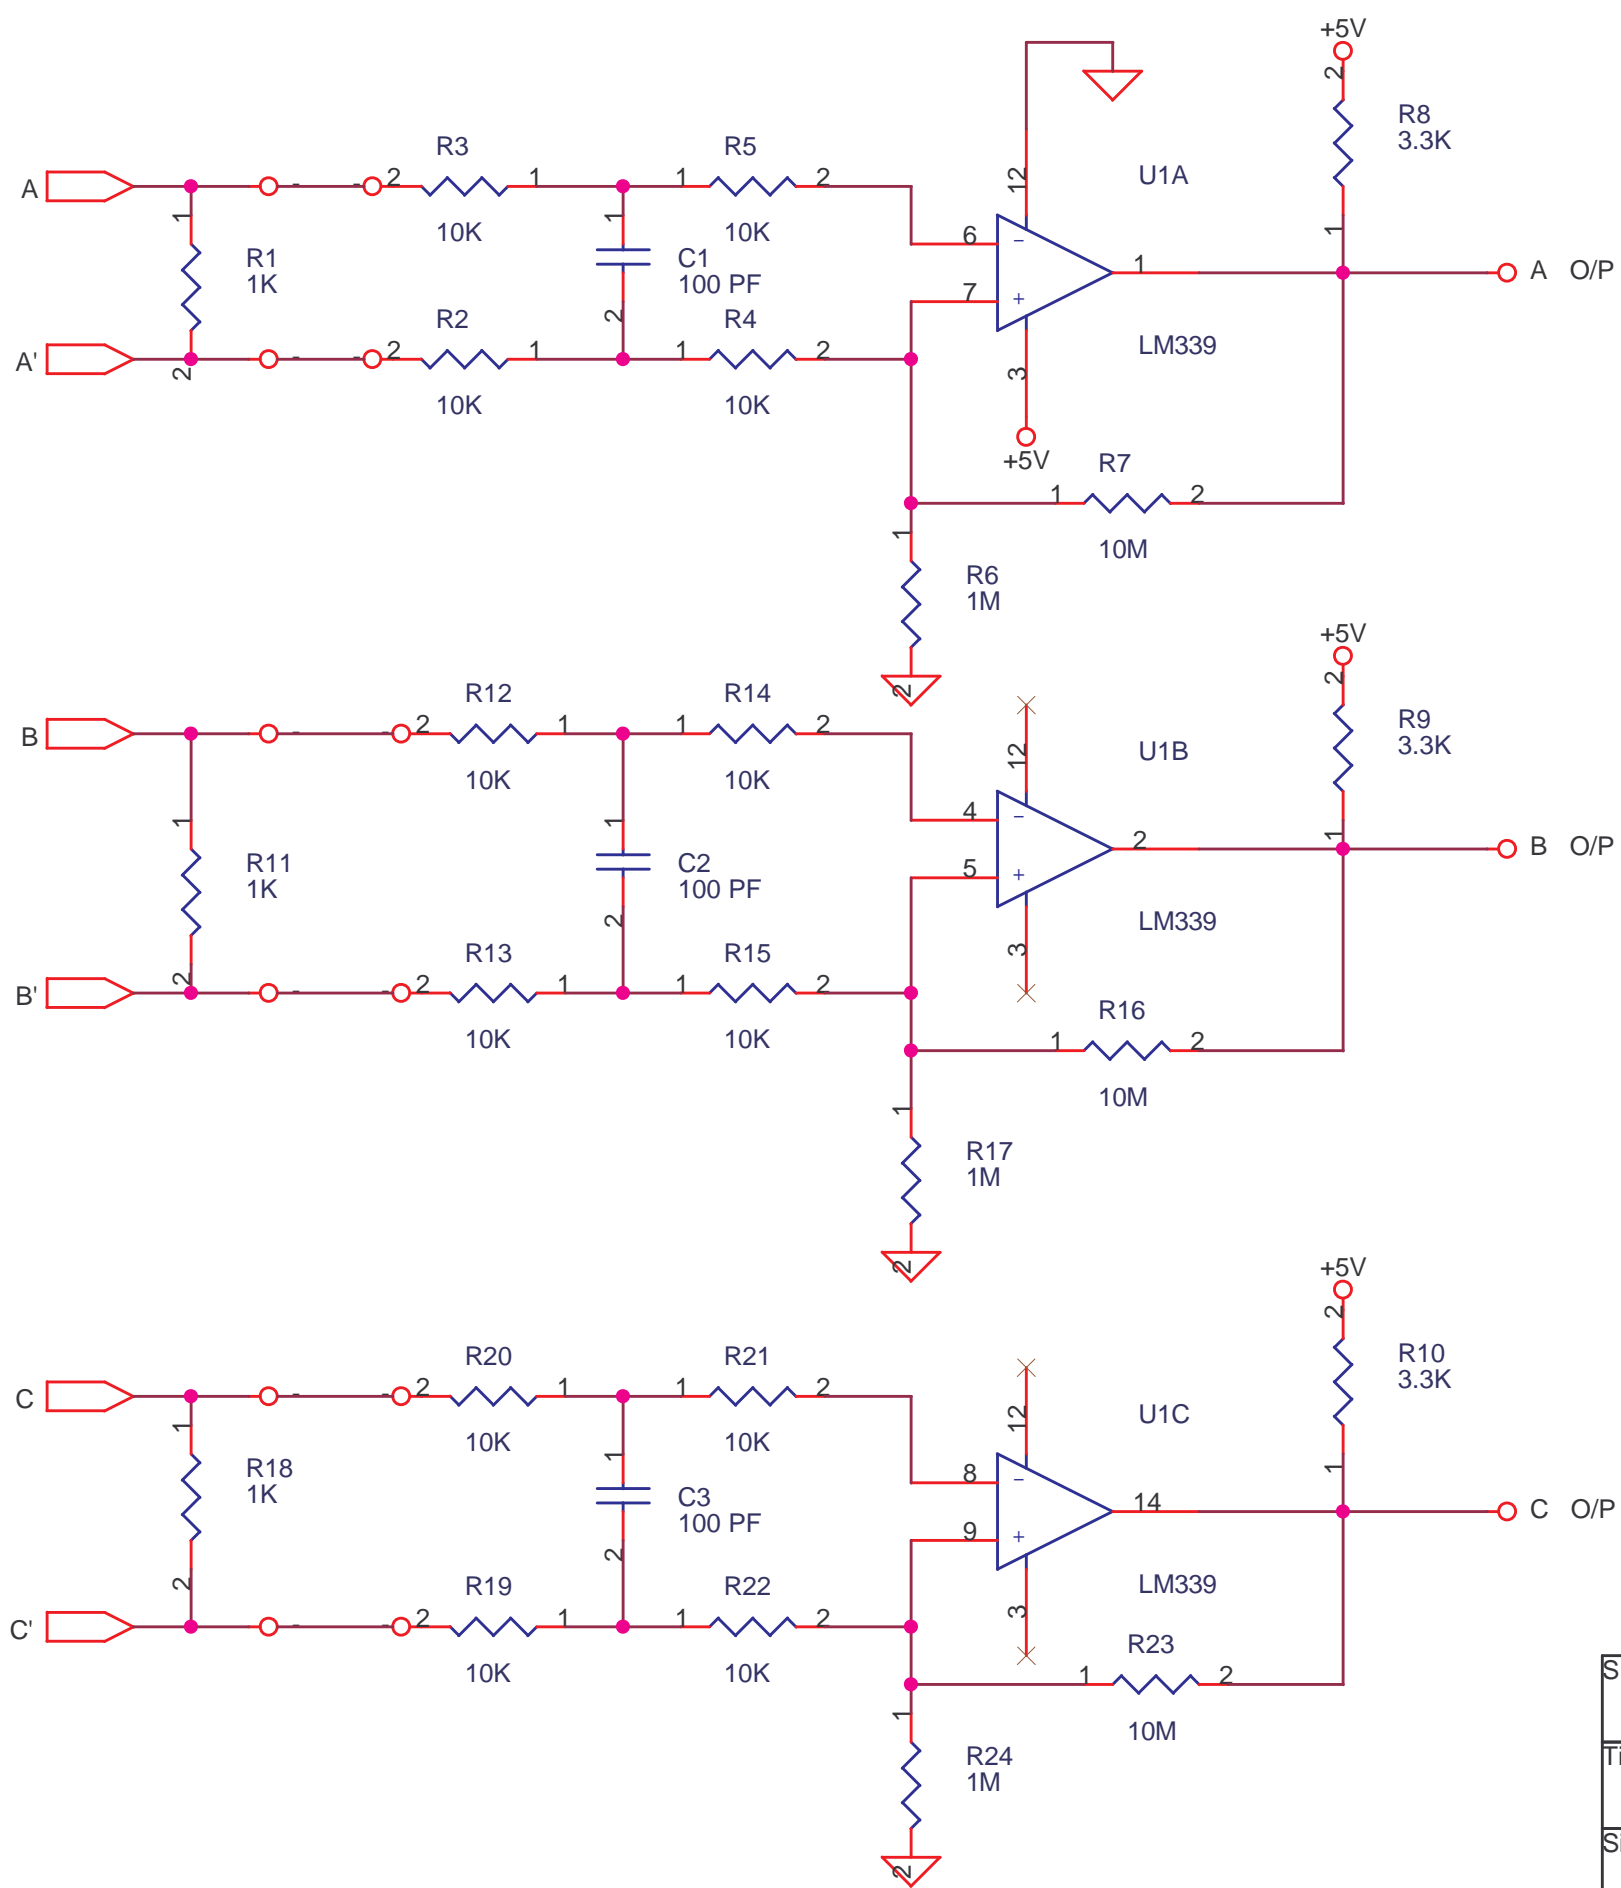 +5V
2
R8
3.3K
R3
R5
12
U1A
A
- -
2
1
1
2
1
1
6
−
1
10K
10K
R1
1K
C1
100 PF
1
A O/P
7
+
2
R2
R4
A'
2
- -
2
1
1
2
LM339
3
10K
10K
+5V
R7
1
2
1
10M
R6
1M
+5V
2
2
R12
R14
R9
3.3K
B
- -
2
1
1
2
12
U1B
10K
10K
4
−
1
1
1
2
B O/P
R11
1K
C2
100 PF
5
+
2
LM339
R13
R15
3
2
B'
- -
2
1
1
2
R16
10K
10K
1
2
10M
1
R17
1M
2
+5V
2
R20
R21
R10
3.3K
C
- -
2
1
1
2
12
U1C
1
10K
10K
1
8
−
1
R18
1K
C3
100 PF
14
C O/P
9
+
2
2
R19
R22
LM339
3
C'
- -
2
1
1
2
R23
10K
10K
1
2
10M
1
R24
1M
2
S
Ti
Si